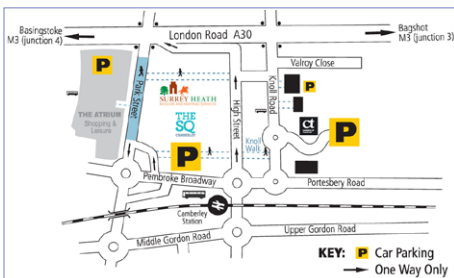 Basingstoke
M3 (junction 4)
London Road A30
Bagshot
M3 (junction 3)
Valroy Close
P
Park Street
Knoll Road
P
SURREY HEATH
THE ATRIUM
Shopping &
Leisure
THE
SQ
High Street
ct
P
Knoll
Walk
P
Pembroke Broadway
Portesbery Road
Camberley
Station
Middle Gordon Road
Upper Gordon Road
KEY: P Car Parking
One Way Only